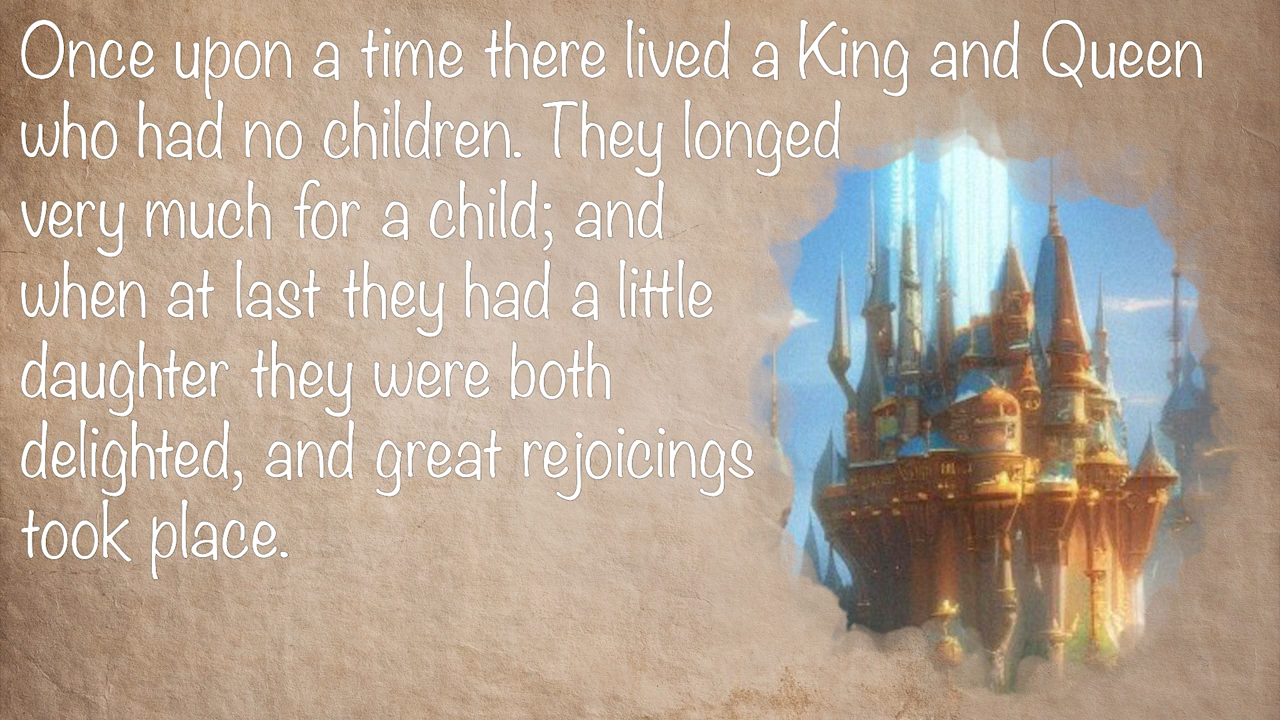 Once upon a time there lived a King and Queen
who had no children. They longed
very much for a child; and
when at last they had a little
daughter they were both
delighted, and great rejoicings
took place.